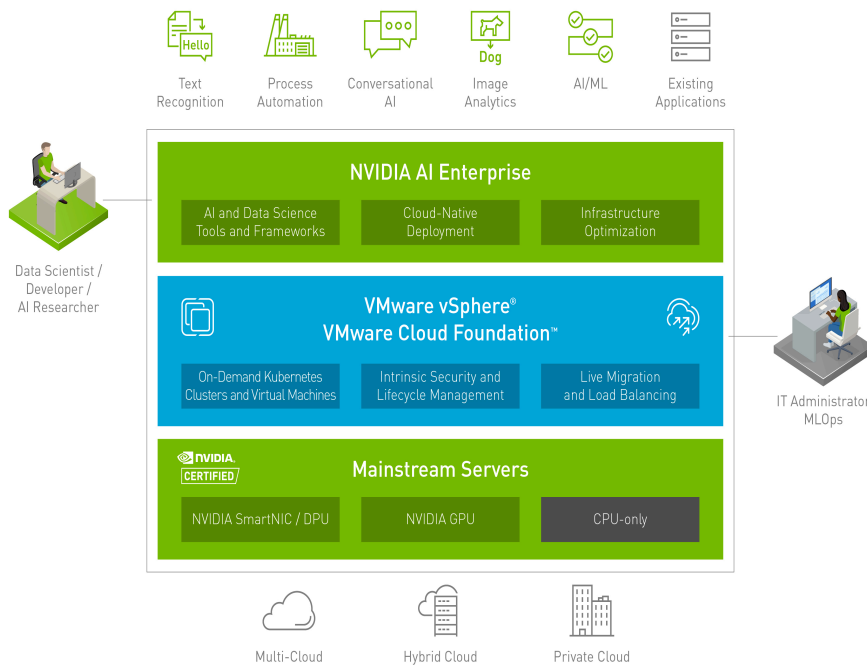 Hello
Dog
Text
Recognition
Process
Automation
Conversational
AI
Image
Analytics
AI/ML
Existing
Applications
NVIDIA AI Enterprise
AI and Data Science
Tools and Frameworks
Cloud-Native
Deployment
Infrastructure
Optimization
Data Scientist /
Developer /
AI Researcher
VMware vSphere®
VMware Cloud Foundation™
On-Demand Kubernetes
Clusters and Virtual Machines
Intrinsic Security and
Lifecycle Management
Live Migration
and Load Balancing
IT Administrator
MLOps
NVIDIA.
CERTIFIED
Mainstream Servers
NVIDIA SmartNIC / DPU
NVIDIA GPU
CPU-only
Multi-Cloud
Hybrid Cloud
Private Cloud